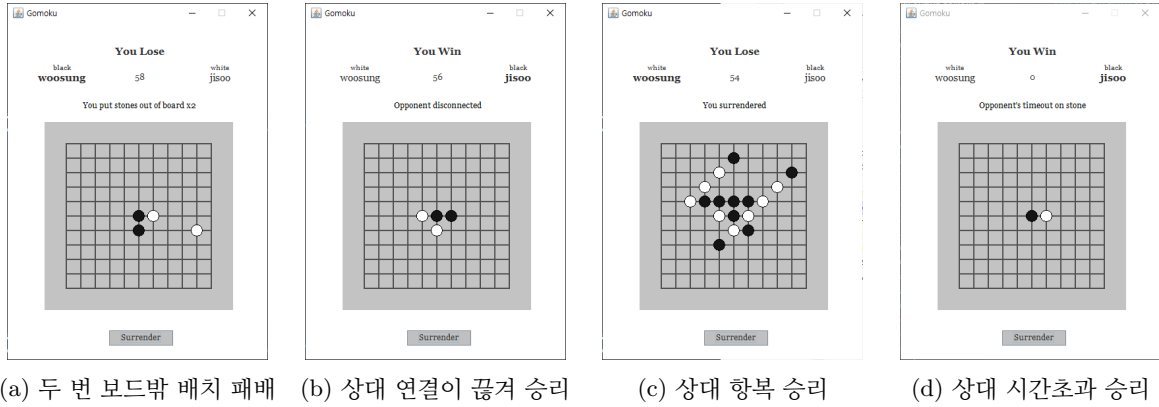 Gomoku
You Lose
black white
woosung 58 jisoo
You put stones out of board x2
Surrender
(a) 두 번 보드밖 배치 패배
Gomoku
You Win
white black
woosung 56 jisoo
Opponent disconnected
Surrender
(b) 상대 연결이 끊겨 승리
Gomoku
You Lose
white black
woosung 54 jisoo
You surrendered
Surrender
(c) 상대 항복 승리
Gomoku
You Win
white black
woosung 0 jisoo
Opponent's timeout on stone
Surrender
(d) 상대 시간초과 승리